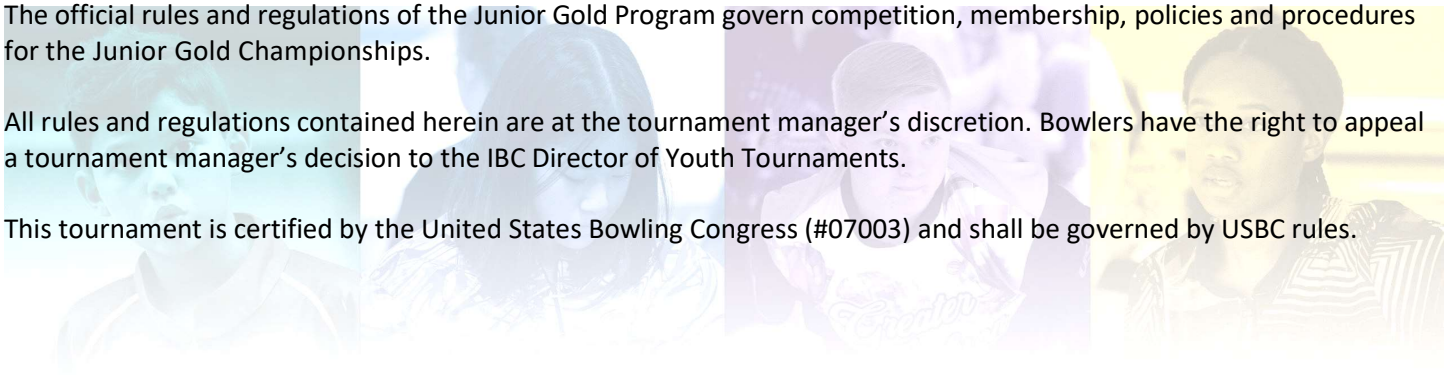 The official rules and regulations of the Junior Gold Program govern competition, membership, policies and procedures
for the Junior Gold Championships.
All rules and regulations contained herein are at the tournament manager’s discretion. Bowlers have the right to appeal
a tournament manager’s decision to the IBC Director of Youth Tournaments.
This tournament is certified by the United States Bowling Congress (#07003) and shall be governed by USBC rules.
Greater